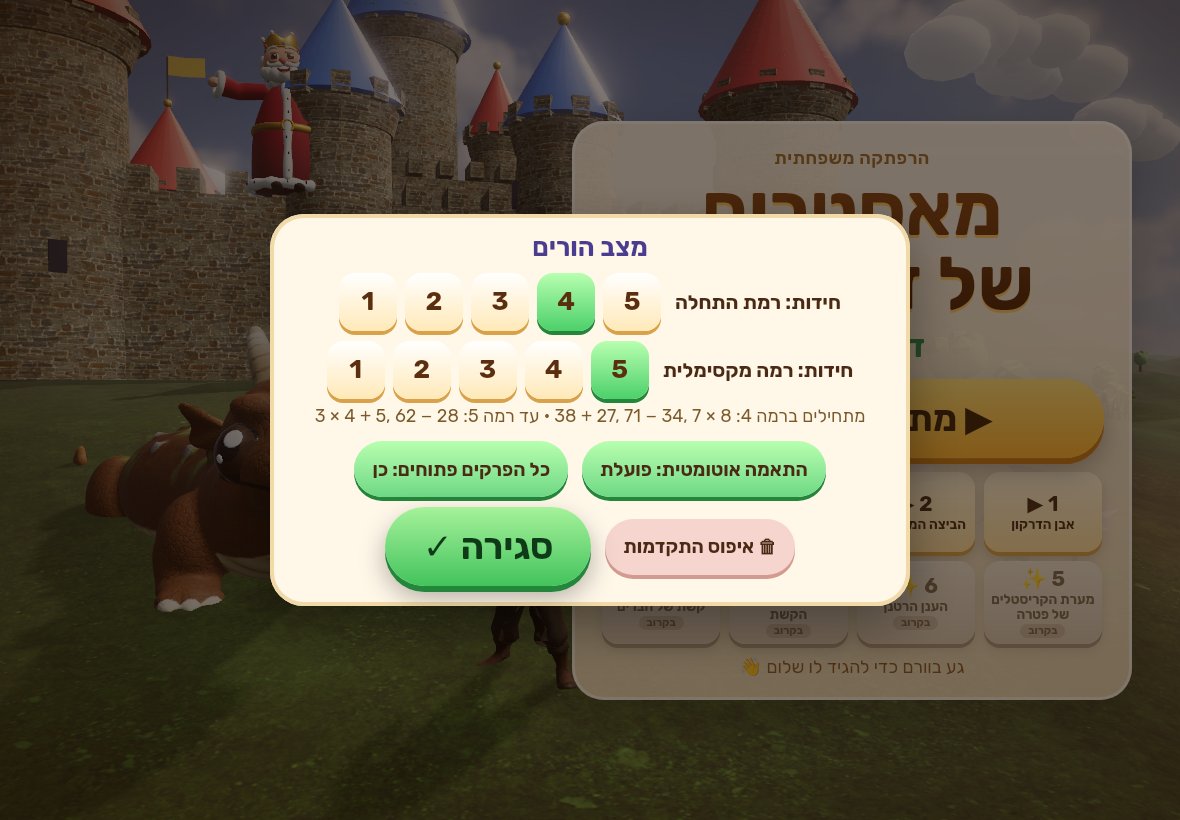 הרפתקה משפחתית
של
מצב הורים
חידות: רמת התחלה 5 4 3 2 1
חידות: רמה מקסימלית 5 4 3 2 1
מתחילים ברמה 4: 8 × 7 ,34 – 71 ,27 + 38 • עד רמה 5: 28 – 62 ,5 + 4 × 3
התאמה אוטומטית: פועלת
כל הפרקים פתוחים: כן
🗑 איפוס התקדמות
סגירה ✓
1 ▶
אבן הדרקון
2
הביצה
5 ✨
מערת הקריסטלים
של פטרה
בקרוב
6
הענן הרטנן
בקרוב
הקשת
בקרוב
קשת של חברים
בקרוב
גע בוורם כדי להגיד לו שלום 👋